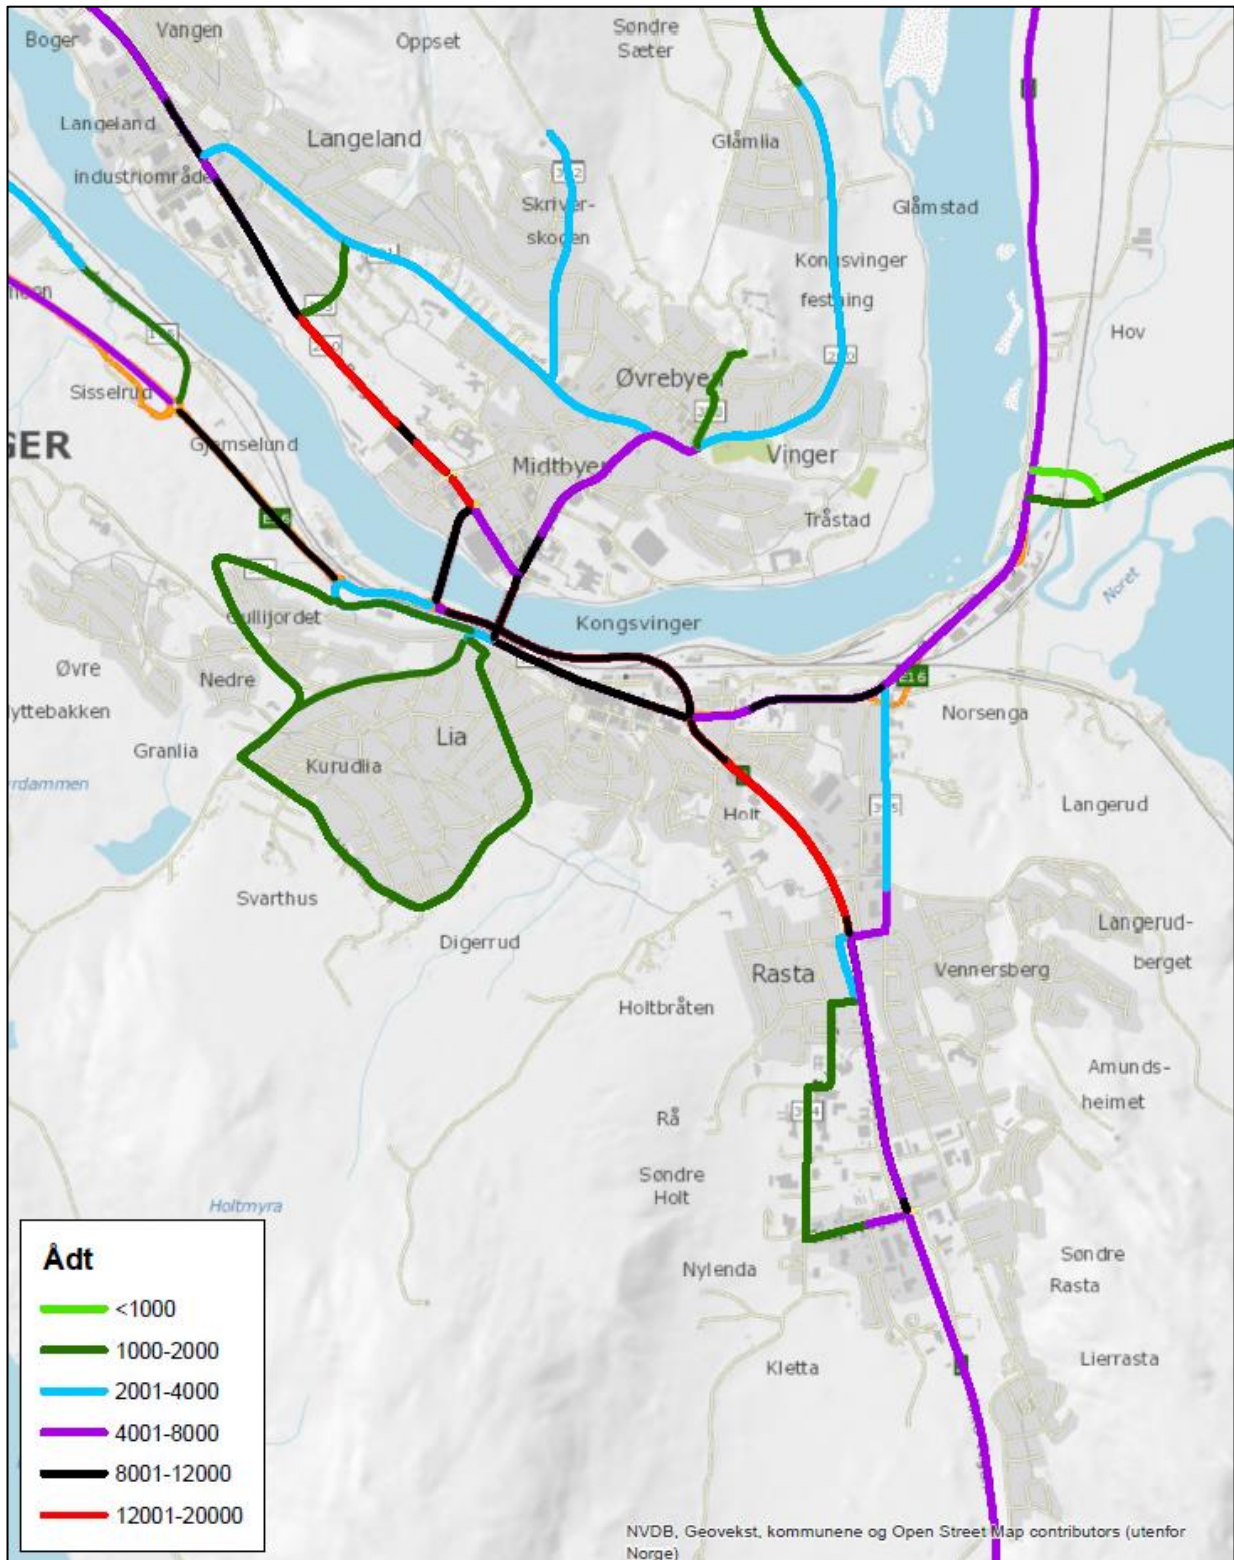 Boger
Vangen
Oppset
Søndre
Sæter
Langeland
industriområde
Langeland
Glåmlia
Skriver-
skogen
Glåmstad
Kongsvinger
festning
Hov
Sisselrud
Øvrebyen
GER
Gjemselund
Midtbyen
Vinger
Tråstad
Noret
Gullijordet
Kongsvinger
Øvre
Nedre
E16
Norsenga
Granlia
Lia
Kurudlia
Holt
Langerud
Svarthus
Digerrud
Langerud-
berget
Rasta
Vennersberg
Holtbråten
Amunds-
heimet
Rå
Søndre
Holt
Holtmyra
Nylenda
Søndre
Rasta
Kletta
Lierrasta
Ådt
<1000
1000-2000
2001-4000
4001-8000
8001-12000
12001-20000
NVDB, Geovekst, kommunene og Open Street Map contributors (utenfor
Norge)